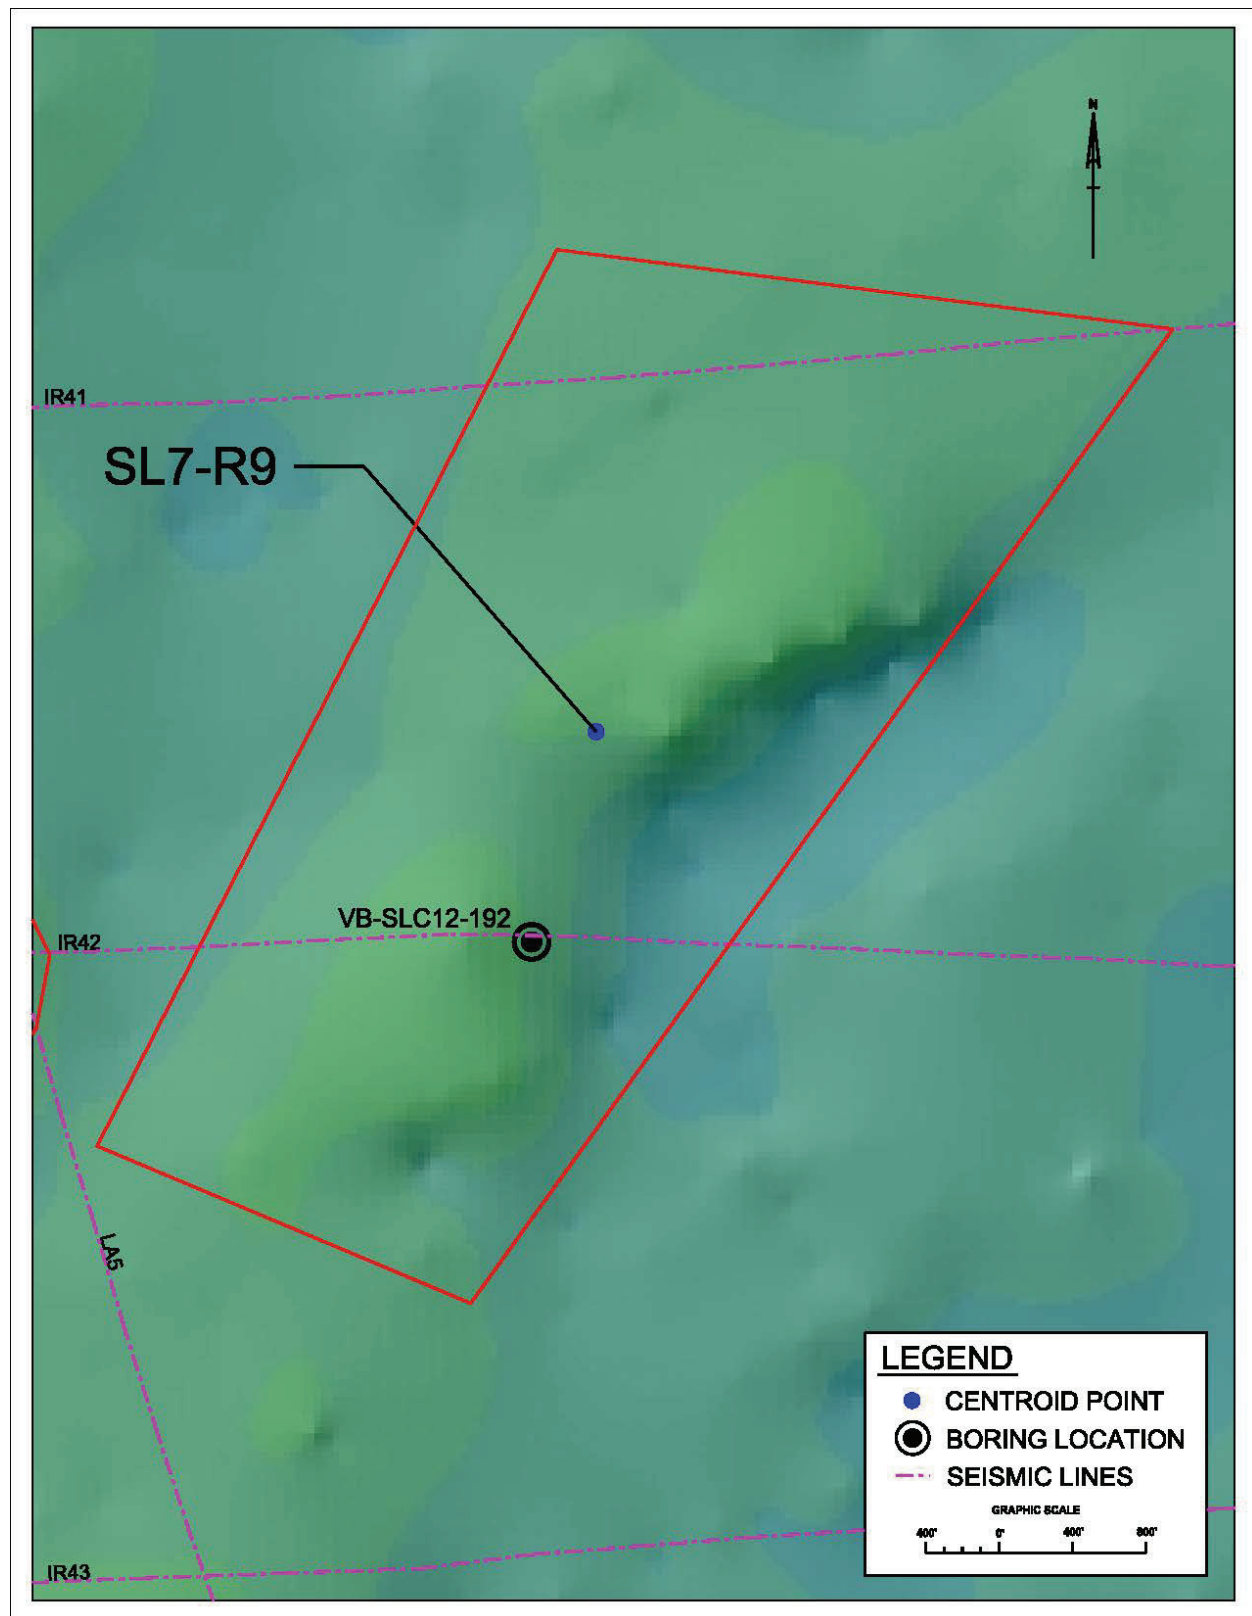 N
IR41
SL7-R9
VB-SLC12-192
IR42
LA5
LEGEND
CENTROID POINT
BORING LOCATION
SEISMIC LINES
GRAPHIC SCALE
400' 0' 400' 800'
IR43